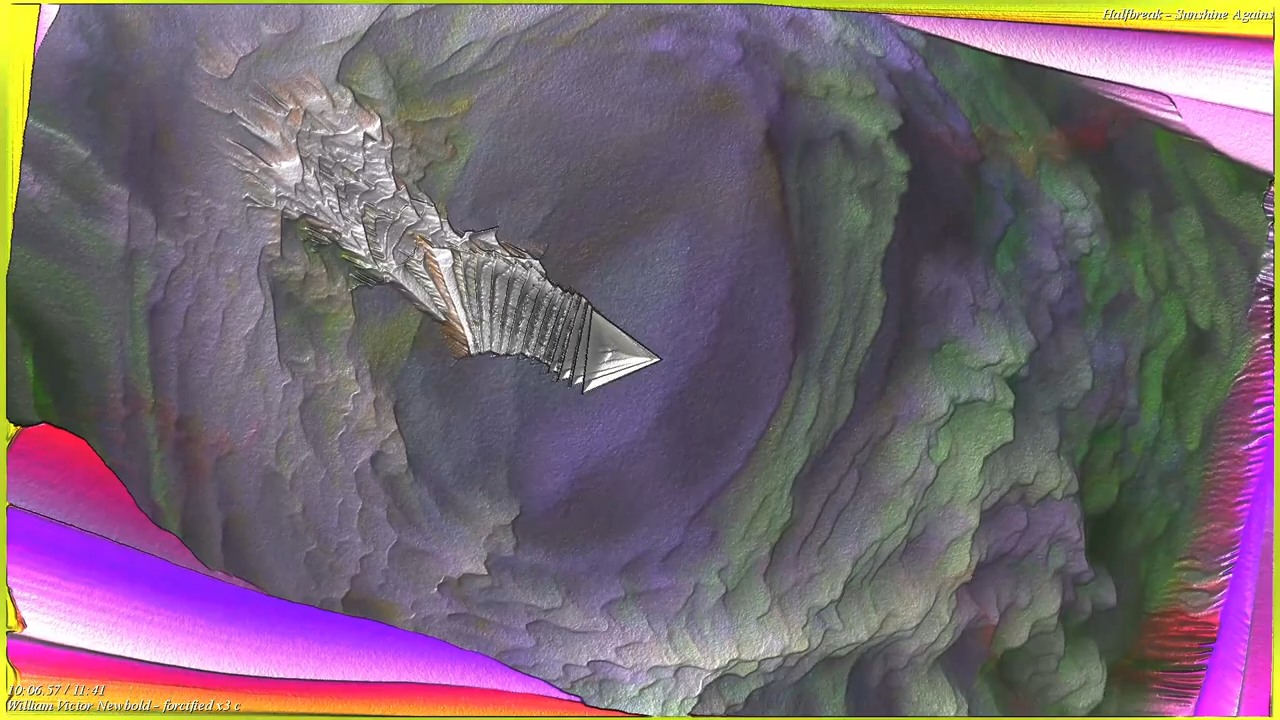 Halfbreak - Sunshine Agains
10:06.57 / 11:41
William Victor Newbold - forcified x3 c